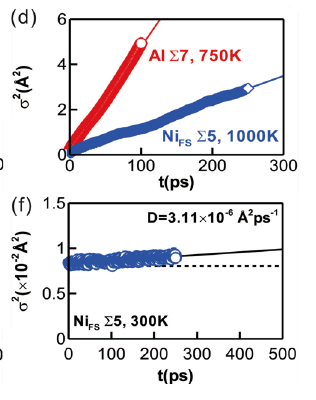 (d)
σ²(Å²)
6
4
2
0
Al Σ7, 750K
Ni_FS Σ5, 1000K
0 100 200 300
t(ps)
(f)
σ²(×10⁻²Å²)
1.5
1
0.5
0
D=3.11×10⁻⁶ Å²ps⁻¹
Ni_FS Σ5, 300K
0 100 200 300 400 500
t(ps)